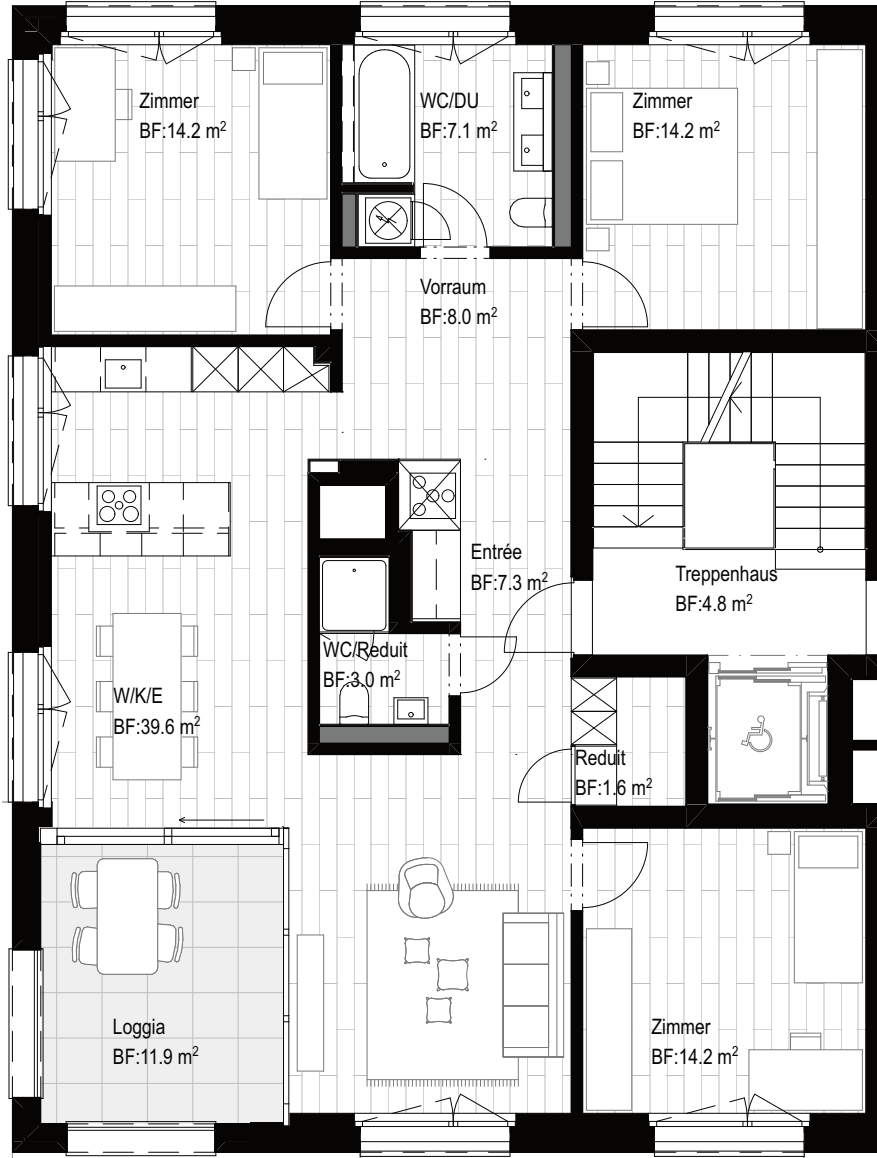 Zimmer
BF:14.2 m²
WC/DU
BF:7.1 m²
Zimmer
BF:14.2 m²
Vorraum
BF:8.0 m²
Entrée
BF:7.3 m²
Treppenhaus
BF:4.8 m²
WC/Reduit
BF:3.0 m²
W/K/E
BF:39.6 m²
Reduit
BF:1.6 m²
Loggia
BF:11.9 m²
Zimmer
BF:14.2 m²